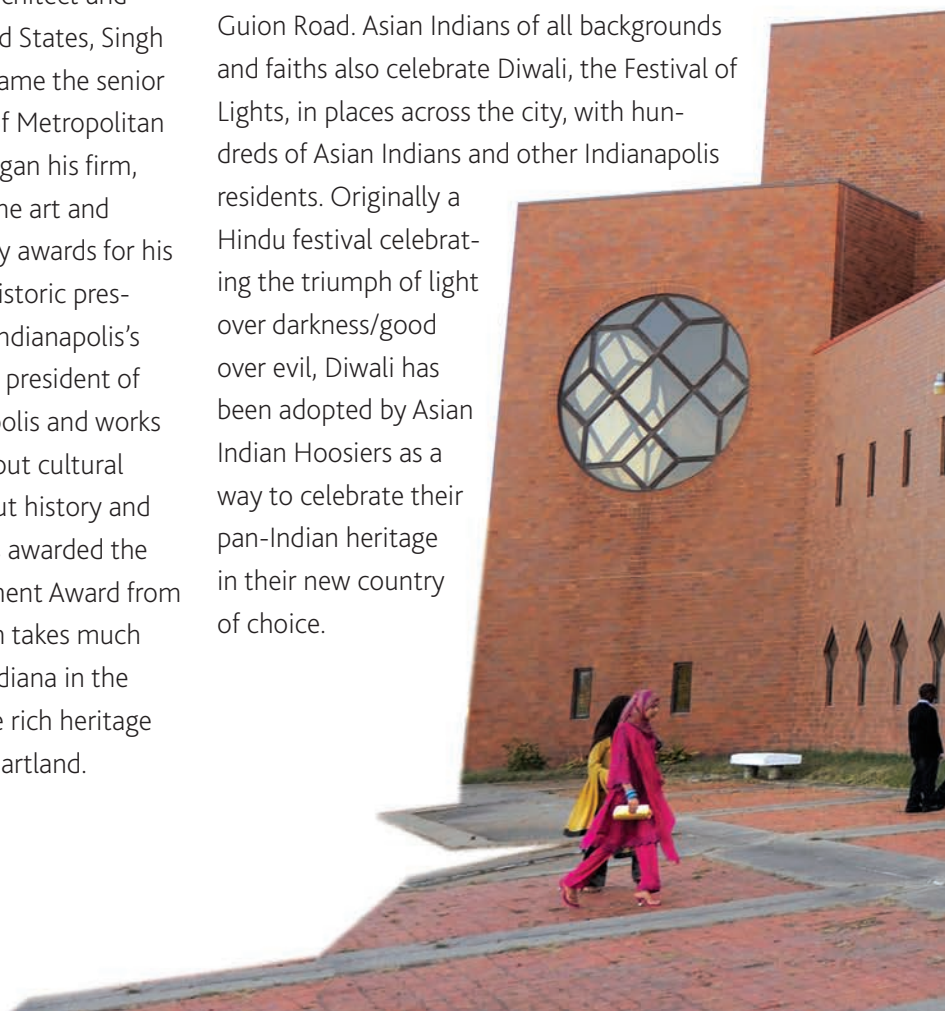 chitect and
d States, Singh
ame the senior
f Metropolitan
gan his firm,
ne art and
y awards for his
istoric pres-
ndianapolis’s
president of
olis and works
out cultural
ut history and
awarded the
nent Award from
n takes much
diana in the
e rich heritage
artland.
Guion Road. Asian Indians of all backgrounds
and faiths also celebrate Diwali, the Festival of
Lights, in places across the city, with hun-
dreds of Asian Indians and other Indianapolis
residents. Originally a
Hindu festival celebrat-
ing the triumph of light
over darkness/good
over evil, Diwali has
been adopted by Asian
Indian Hoosiers as a
way to celebrate their
pan-Indian heritage
in their new country
of choice.